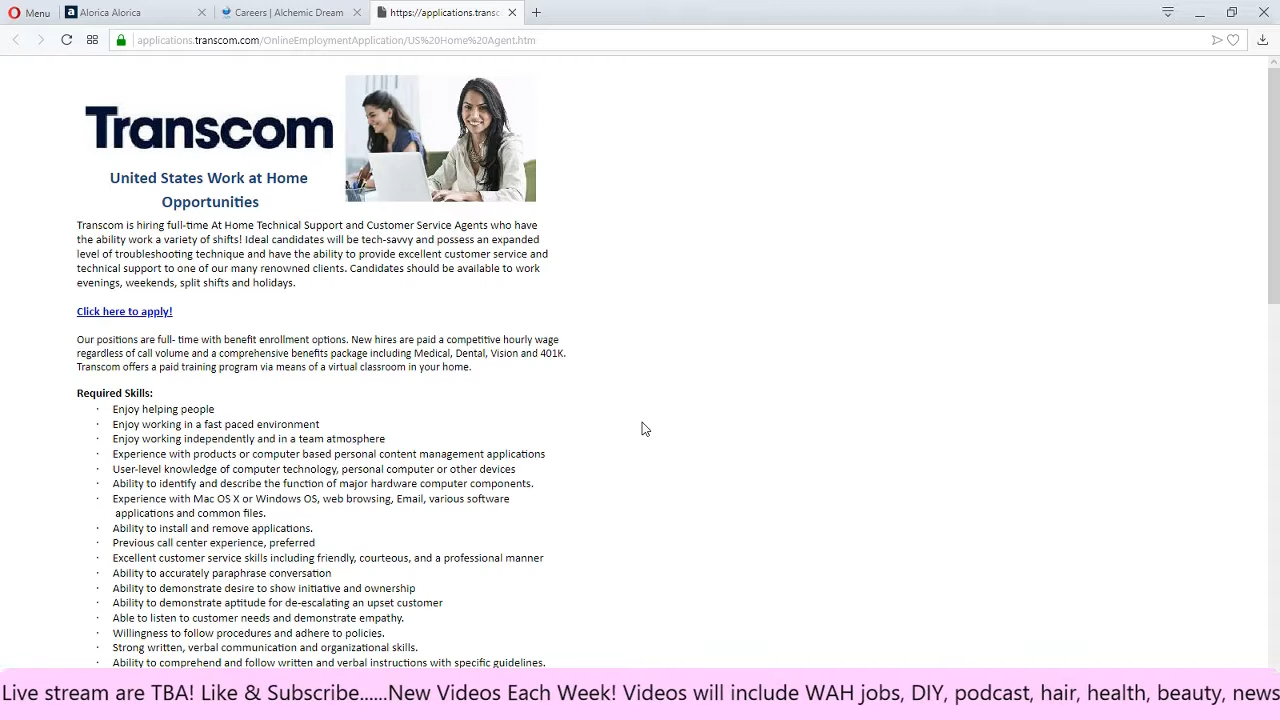 Menu
Alorica Alorica
Careers | Alchemic Dream
https://applications.transc
applications.transcom.com/OnlineEmploymentApplication/US%20Home%20Agent.htm
Transcom
United States Work at Home
Opportunities
Transcom is hiring full-time At Home Technical Support and Customer Service Agents who have
the ability work a variety of shifts! Ideal candidates will be tech-savvy and possess an expanded
level of troubleshooting technique and have the ability to provide excellent customer service and
technical support to one of our many renowned clients. Candidates should be available to work
evenings, weekends, split shifts and holidays.
Click here to apply!
Our positions are full- time with benefit enrollment options. New hires are paid a competitive hourly wage
regardless of call volume and a comprehensive benefits package including Medical, Dental, Vision and 401K.
Transcom offers a paid training program via means of a virtual classroom in your home.
Required Skills:
· Enjoy helping people
· Enjoy working in a fast paced environment
· Enjoy working independently and in a team atmosphere
· Experience with products or computer based personal content management applications
· User-level knowledge of computer technology, personal computer or other devices
· Ability to identify and describe the function of major hardware computer components.
· Experience with Mac OS X or Windows OS, web browsing, Email, various software
applications and common files.
· Ability to install and remove applications.
· Previous call center experience, preferred
· Excellent customer service skills including friendly, courteous, and a professional manner
· Ability to accurately paraphrase conversation
· Ability to demonstrate desire to show initiative and ownership
· Ability to demonstrate aptitude for de-escalating an upset customer
· Able to listen to customer needs and demonstrate empathy.
· Willingness to follow procedures and adhere to policies.
· Strong written, verbal communication and organizational skills.
· Ability to comprehend and follow written and verbal instructions with specific guidelines.
Live stream are TBA! Like & Subscribe......New Videos Each Week! Videos will include WAH jobs, DIY, podcast, hair, health, beauty, news